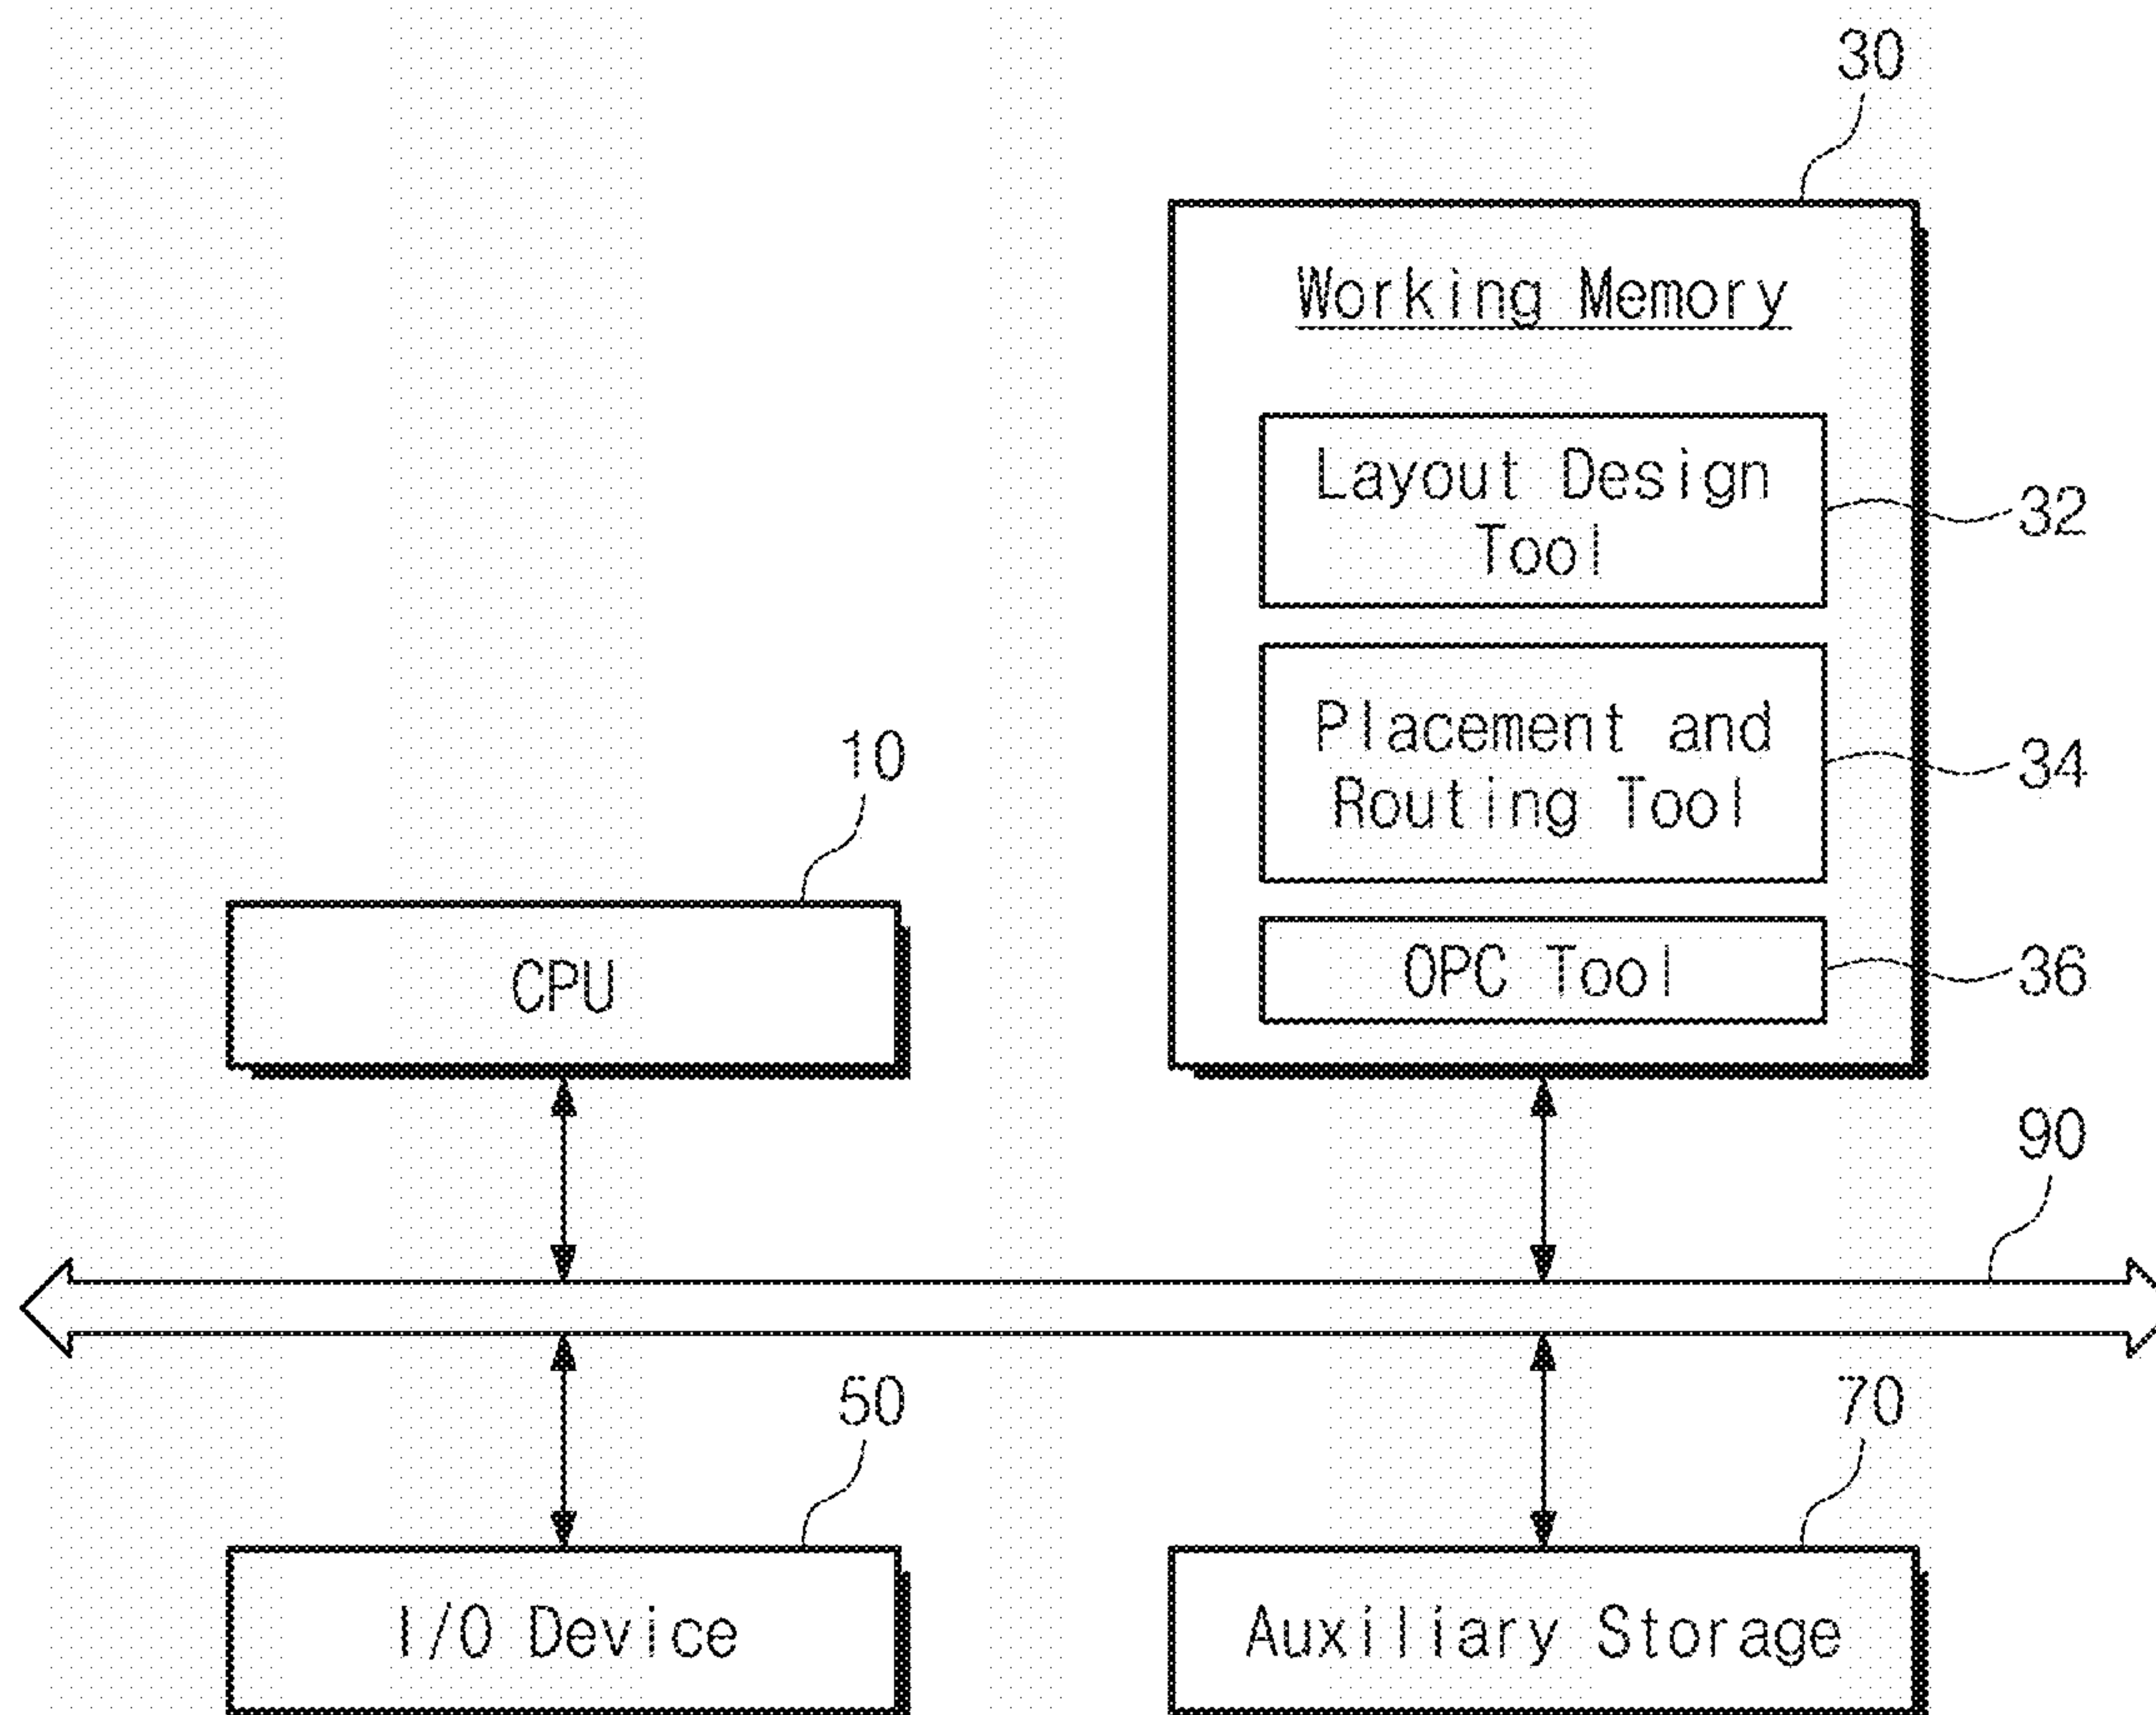 30
Working Memory
Layout Design
Tool
32
Placement and
Routing Tool
34
10
CPU
OPC Tool
36
90
50
70
I/O Device
Auxiliary Storage